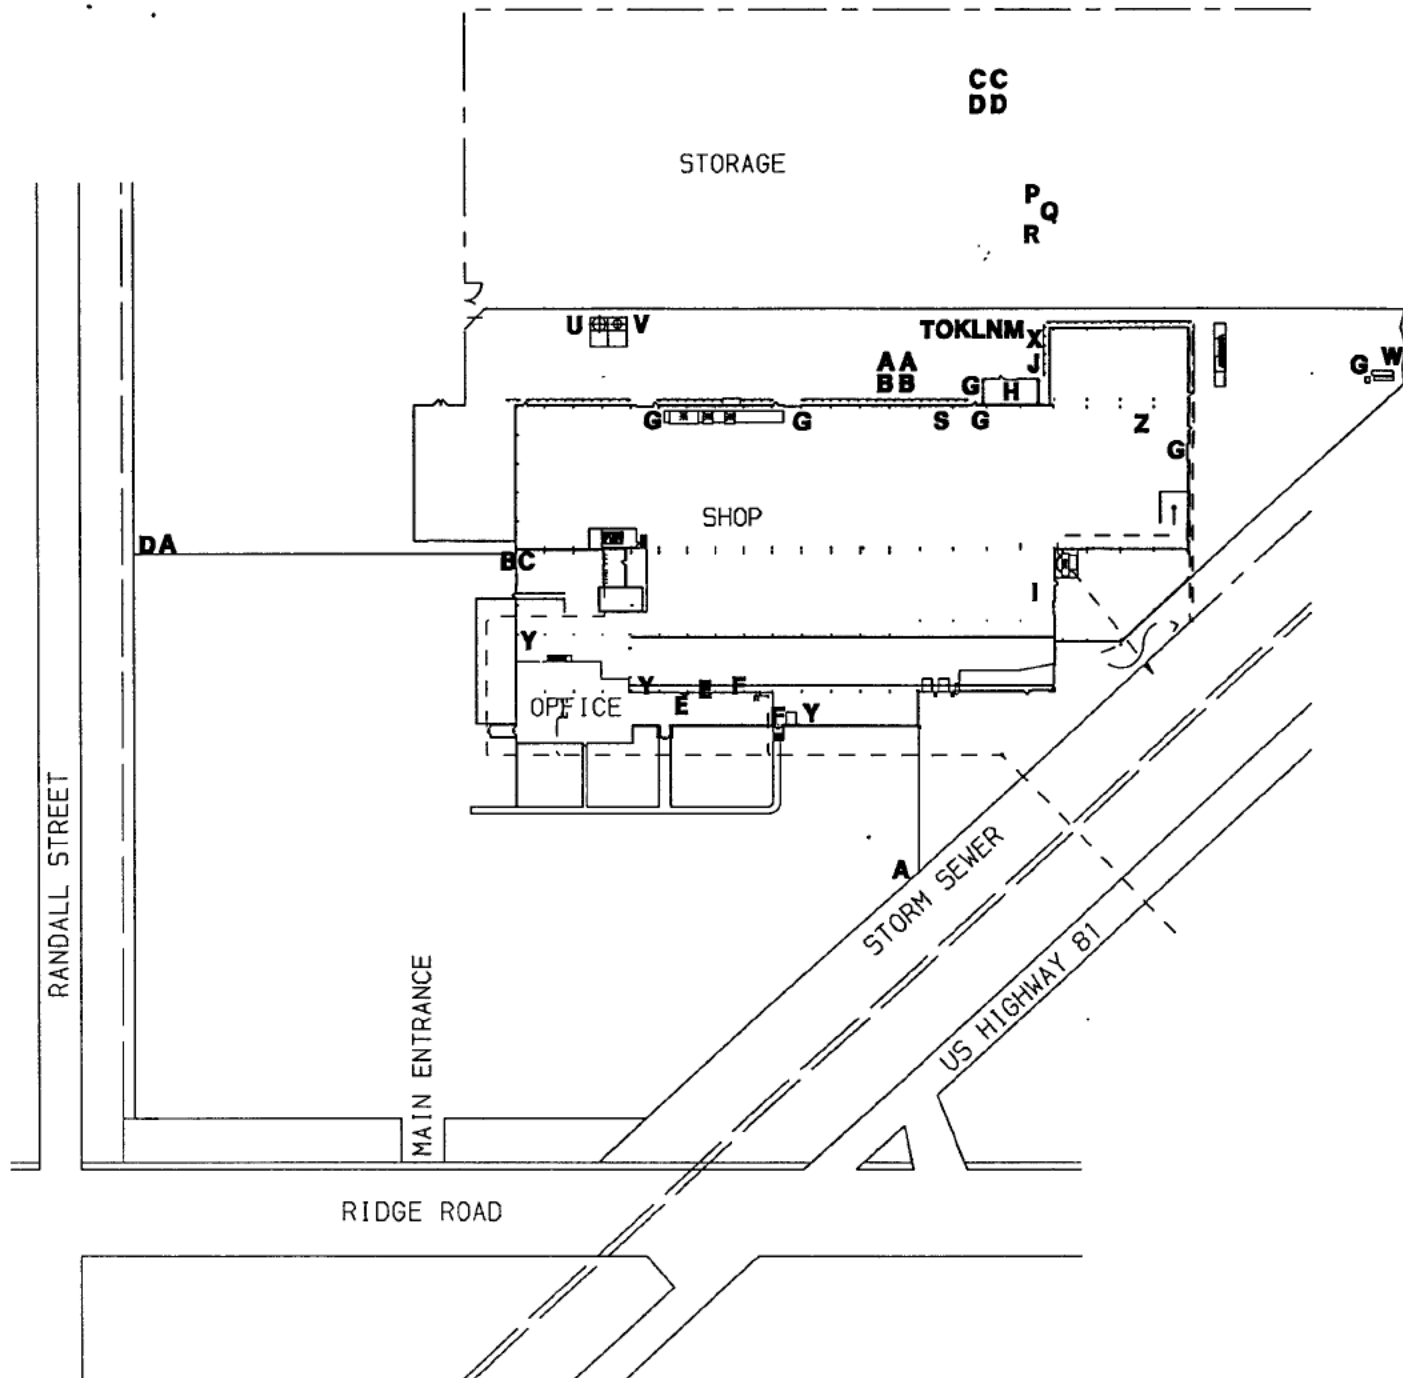 CC
DD
STORAGE
P
Q
R
U V
TOKLNM
X
J
AA
BB
G
H
G
W
G
G
S
G
Z
G
SHOP
DA
BC
I
Y
Y
E
F
E
OFFICE
F
Y
A
STORM SEWER
RANDALL STREET
MAIN ENTRANCE
US HIGHWAY 81
RIDGE ROAD